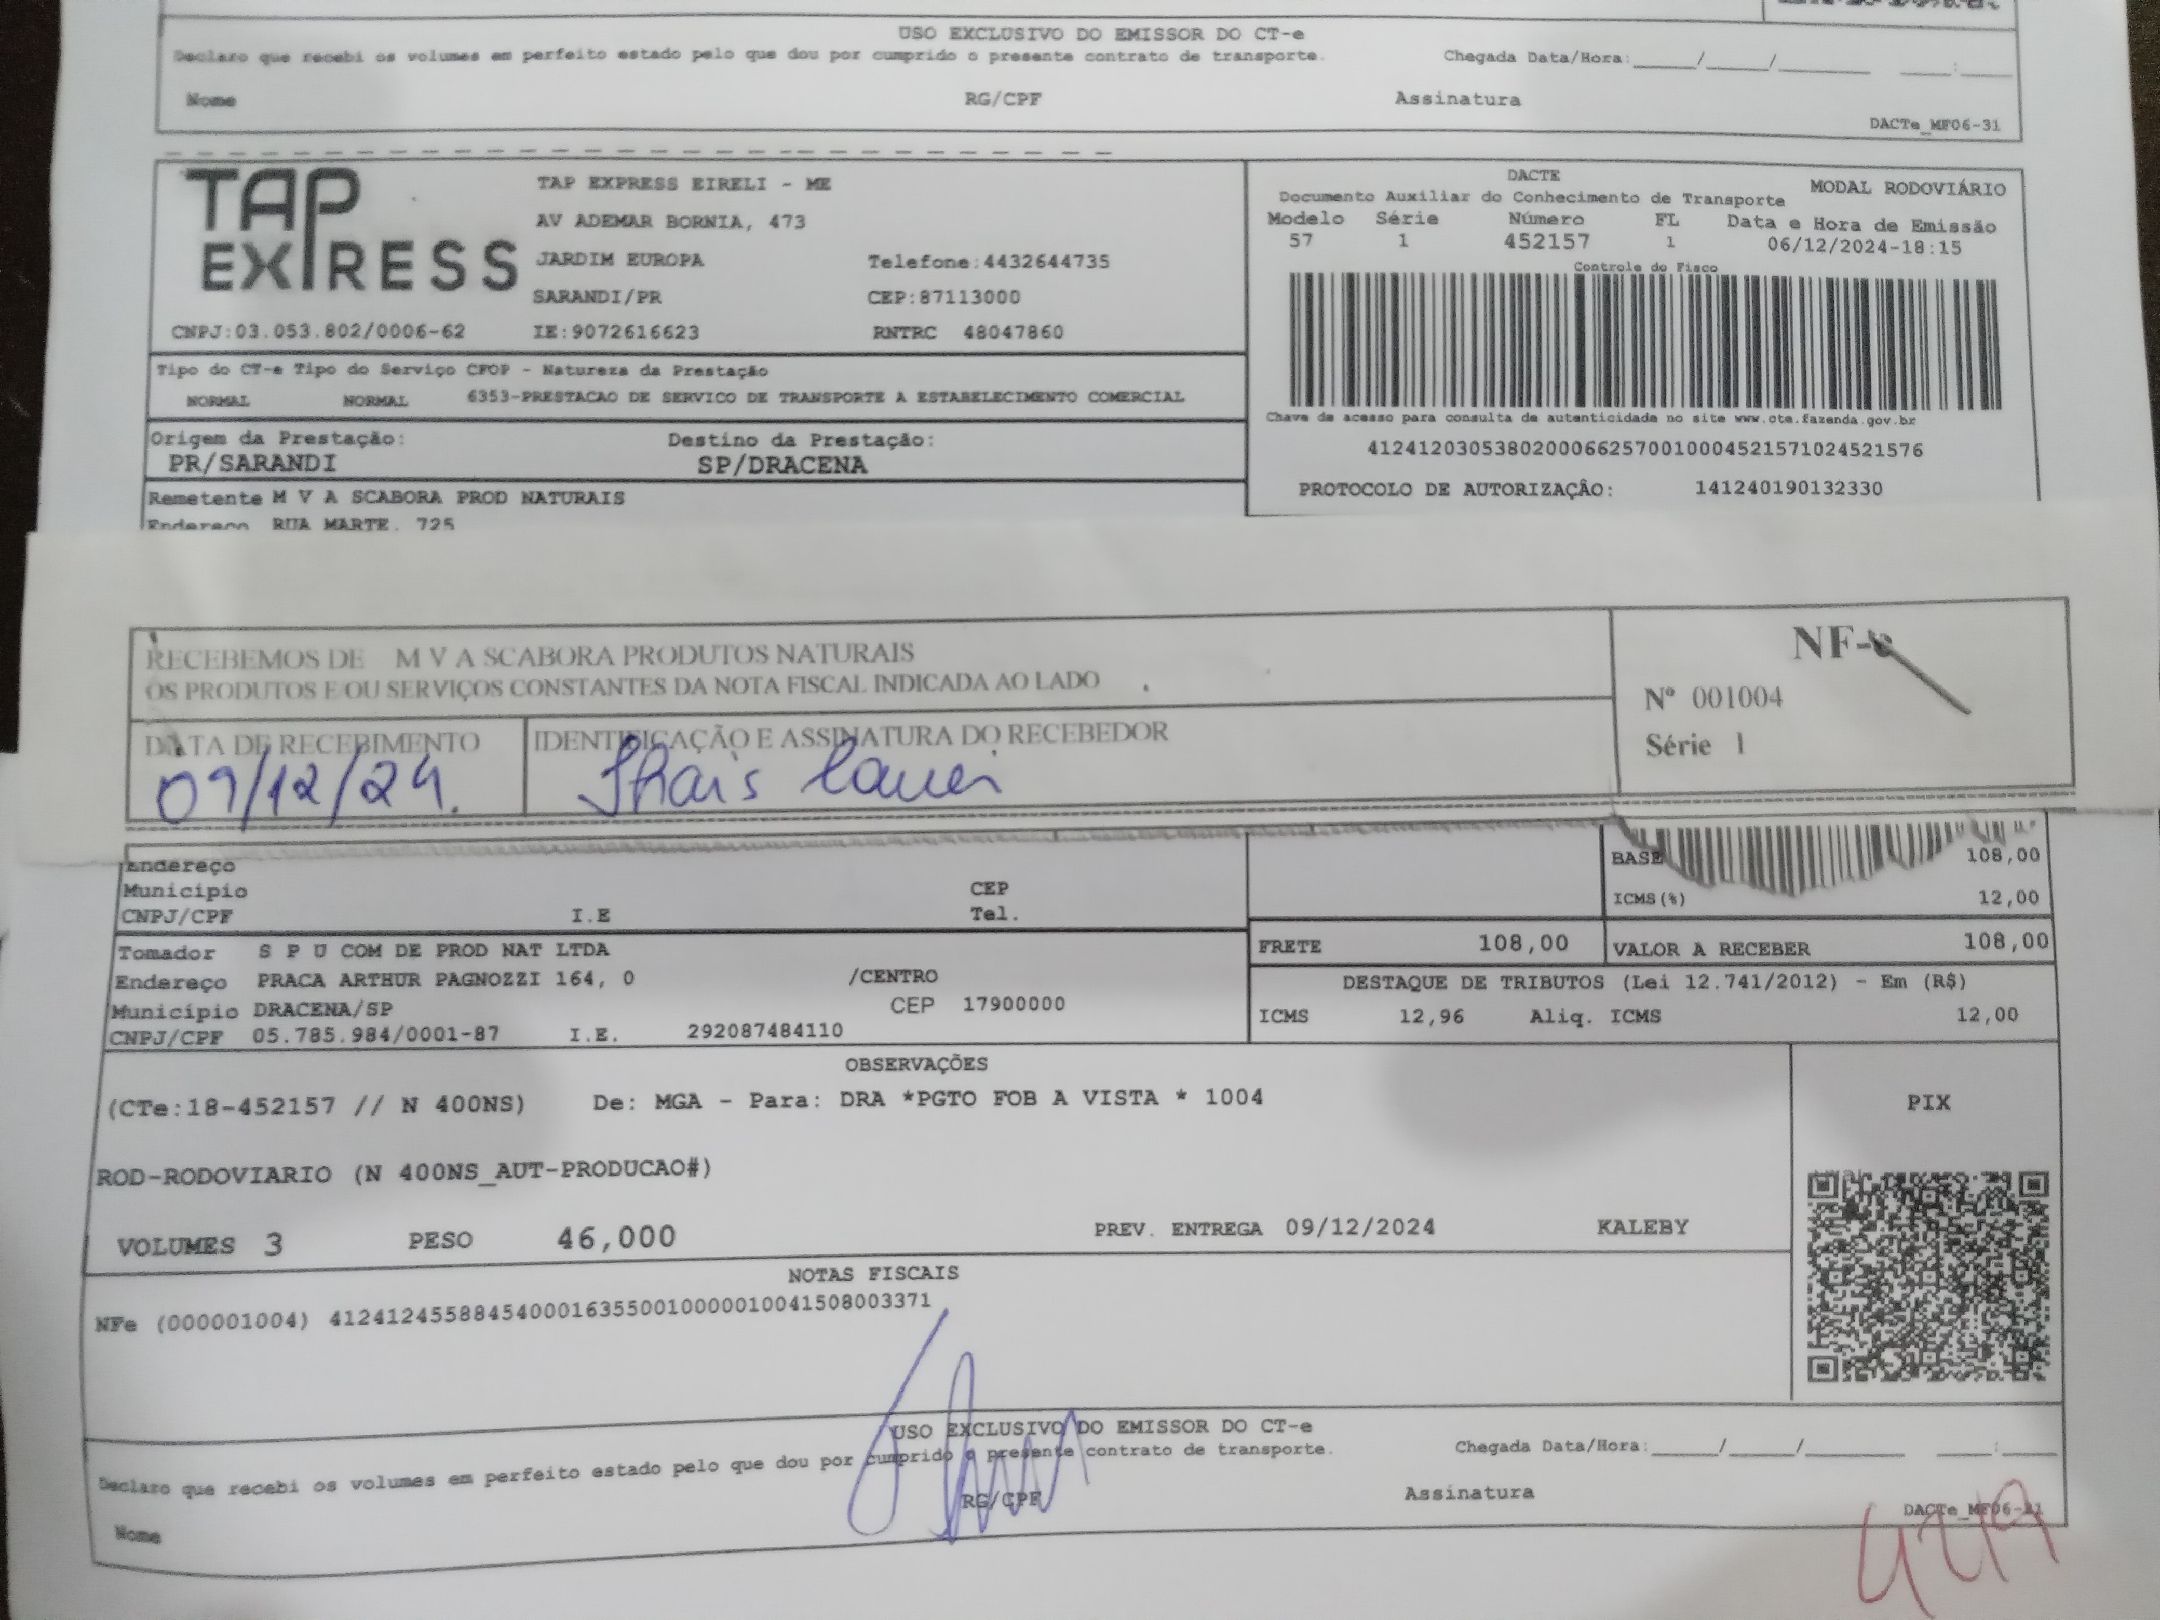 USO EXCLUSIVO DO EMISSOR DO CT-e
Declaro que recebi os volumes em perfeito estado pelo que dou por cumprido o presente contrato de transporte. Chegada Data/Hora:_____/_____/_______ ____:____
Nome RG/CPF Assinatura
DACTe_MF06-31
TAP EXPRESS
TAP EXPRESS EIRELI - ME
AV ADEMAR BORNIA, 473
JARDIM EUROPA Telefone:4432644735
SARANDI/PR CEP:87113000
CNPJ:03.053.802/0006-62 IE:9072616623 RNTRC 48047860
DACTE
Documento Auxiliar do Conhecimento de Transporte MODAL RODOVIÁRIO
Modelo Série Número FL Data e Hora de Emissão
57 1 452157 1 06/12/2024-18:15
Controle do Fisco
Chave de acesso para consulta de autenticidade no site www.cte.fazenda.gov.br
41241203053802000662570010004521571024521576
PROTOCOLO DE AUTORIZAÇÃO: 141240190132330
Tipo do CT-e Tipo do Serviço CFOP - Natureza da Prestação
NORMAL NORMAL 6353-PRESTACAO DE SERVICO DE TRANSPORTE A ESTABELECIMENTO COMERCIAL
Origem da Prestação: Destino da Prestação:
PR/SARANDI SP/DRACENA
Remetente M V A SCABORA PROD NATURAIS
Endereço RUA MARTE, 725
RECEBEMOS DE M V A SCABORA PRODUTOS NATURAIS
OS PRODUTOS E/OU SERVIÇOS CONSTANTES DA NOTA FISCAL INDICADA AO LADO
NF-e
Nº 001004
Série 1
DATA DE RECEBIMENTO IDENTIFICAÇÃO E ASSINATURA DO RECEBEDOR
09/12/24. Thais
Endereço
Município CEP
CNPJ/CPF I.E Tel.
BASE 108,00
ICMS(%) 12,00
Tomador S P U COM DE PROD NAT LTDA
Endereço PRACA ARTHUR PAGNOZZI 164, 0 /CENTRO
Município DRACENA/SP CEP 17900000
CNPJ/CPF 05.785.984/0001-87 I.E. 292087484110
FRETE 108,00 VALOR A RECEBER 108,00
DESTAQUE DE TRIBUTOS (Lei 12.741/2012) - Em (R$)
ICMS 12,96 Aliq. ICMS 12,00
OBSERVAÇÕES
(CTe:18-452157 // N 400NS) De: MGA - Para: DRA *PGTO FOB A VISTA * 1004
PIX
ROD-RODOVIARIO (N 400NS_AUT-PRODUCAO#)
VOLUMES 3 PESO 46,000 PREV. ENTREGA 09/12/2024 KALEBY
NOTAS FISCAIS
NFe (000001004) 41241245588454000163550010000010041508003371
USO EXCLUSIVO DO EMISSOR DO CT-e
Declaro que recebi os volumes em perfeito estado pelo que dou por cumprido o presente contrato de transporte. Chegada Data/Hora:_____/_____/_______ ____:____
Nome RG/CPF Assinatura
DACTe_MF06-31